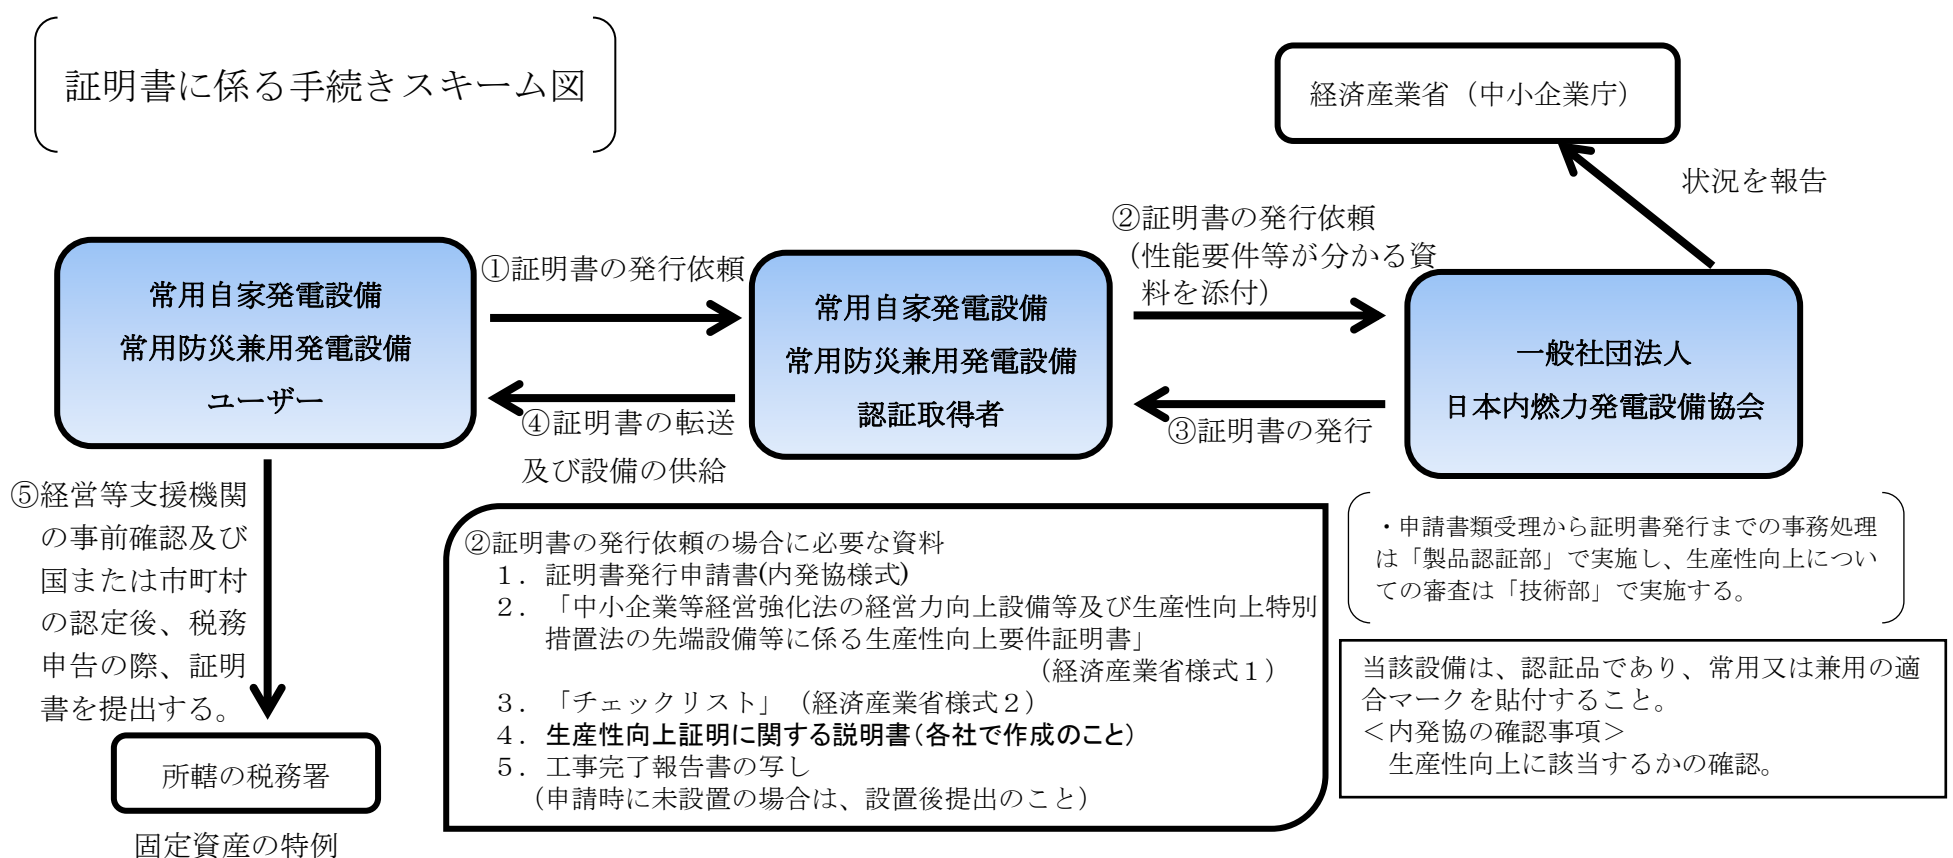 証明書に係る手続きスキーム図
経済産業省（中小企業庁）
状況を報告
常用自家発電設備
常用防災兼用発電設備
ユーザー
①証明書の発行依頼
常用自家発電設備
常用防災兼用発電設備
認証取得者
②証明書の発行依頼
（性能要件等が分かる資
料を添付）
一般社団法人
日本内燃力発電設備協会
④証明書の転送
及び設備の供給
③証明書の発行
⑤経営等支援機関
の事前確認及び
国または市町村
の認定後、税務
申告の際、証明
書を提出する。
所轄の税務署
固定資産の特例
②証明書の発行依頼の場合に必要な資料
１．証明書発行申請書(内発協様式)
２．「中小企業等経営強化法の経営力向上設備等及び生産性向上特別
措置法の先端設備等に係る生産性向上要件証明書」
（経済産業省様式１）
３．「チェックリスト」（経済産業省様式２）
４．生産性向上証明に関する説明書（各社で作成のこと）
５．工事完了報告書の写し
（申請時に未設置の場合は、設置後提出のこと）
・申請書類受理から証明書発行までの事務処理
は「製品認証部」で実施し、生産性向上につい
ての審査は「技術部」で実施する。
当該設備は、認証品であり、常用又は兼用の適
合マークを貼付すること。
＜内発協の確認事項＞
生産性向上に該当するかの確認。